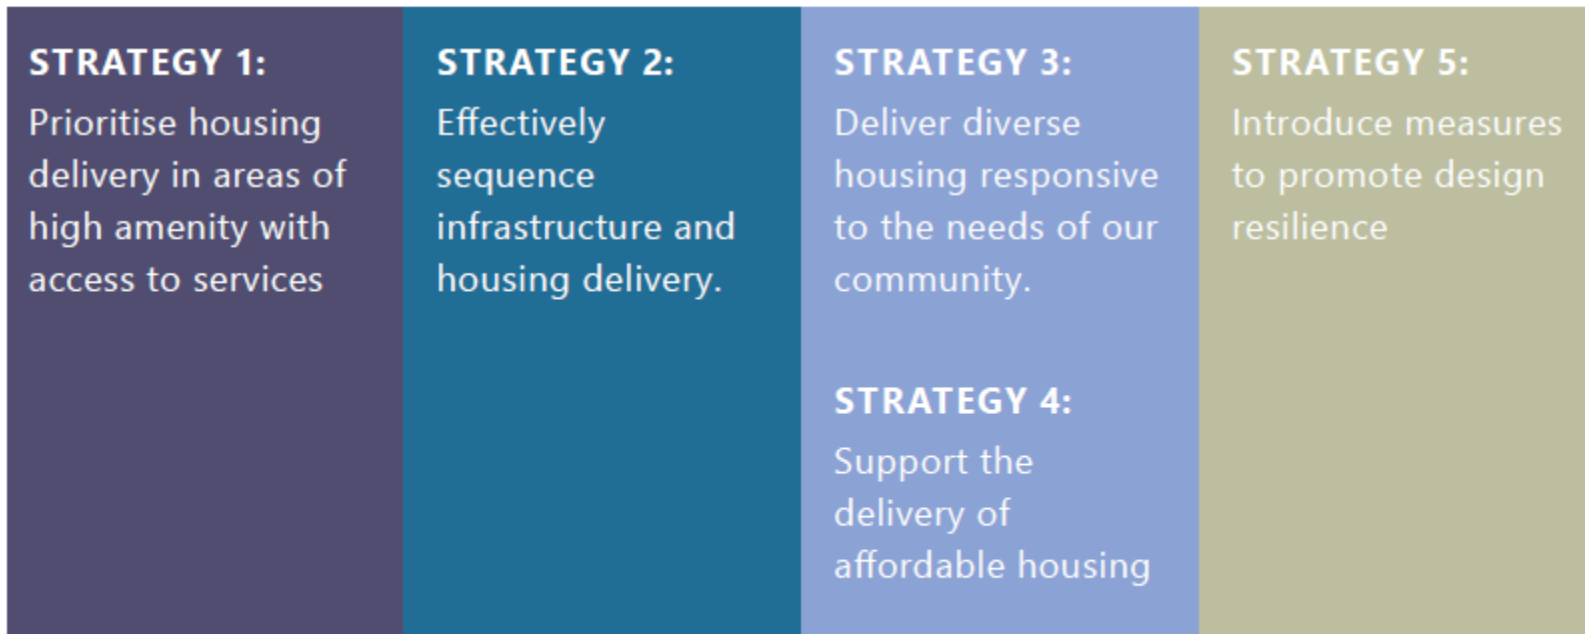 STRATEGY 1:
Prioritise housing
delivery in areas of
high amenity with
access to services
STRATEGY 2:
Effectively
sequence
infrastructure and
housing delivery.
STRATEGY 3:
Deliver diverse
housing responsive
to the needs of our
community.
STRATEGY 4:
Support the
delivery of
affordable housing
STRATEGY 5:
Introduce measures
to promote design
resilience